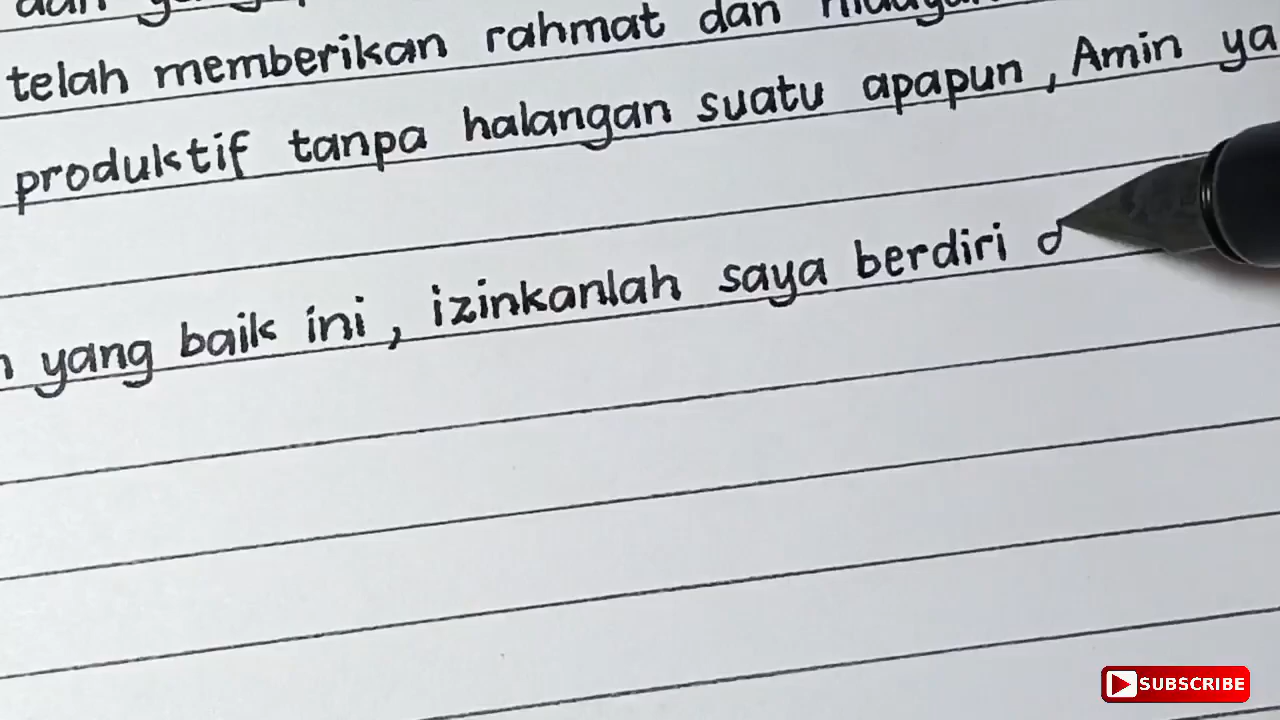 telah memberikan rahmat dan
produktif tanpa halangan suatu apapun, Amin ya
yang baik ini, izinkanlah saya berdiri d
SUBSCRIBE